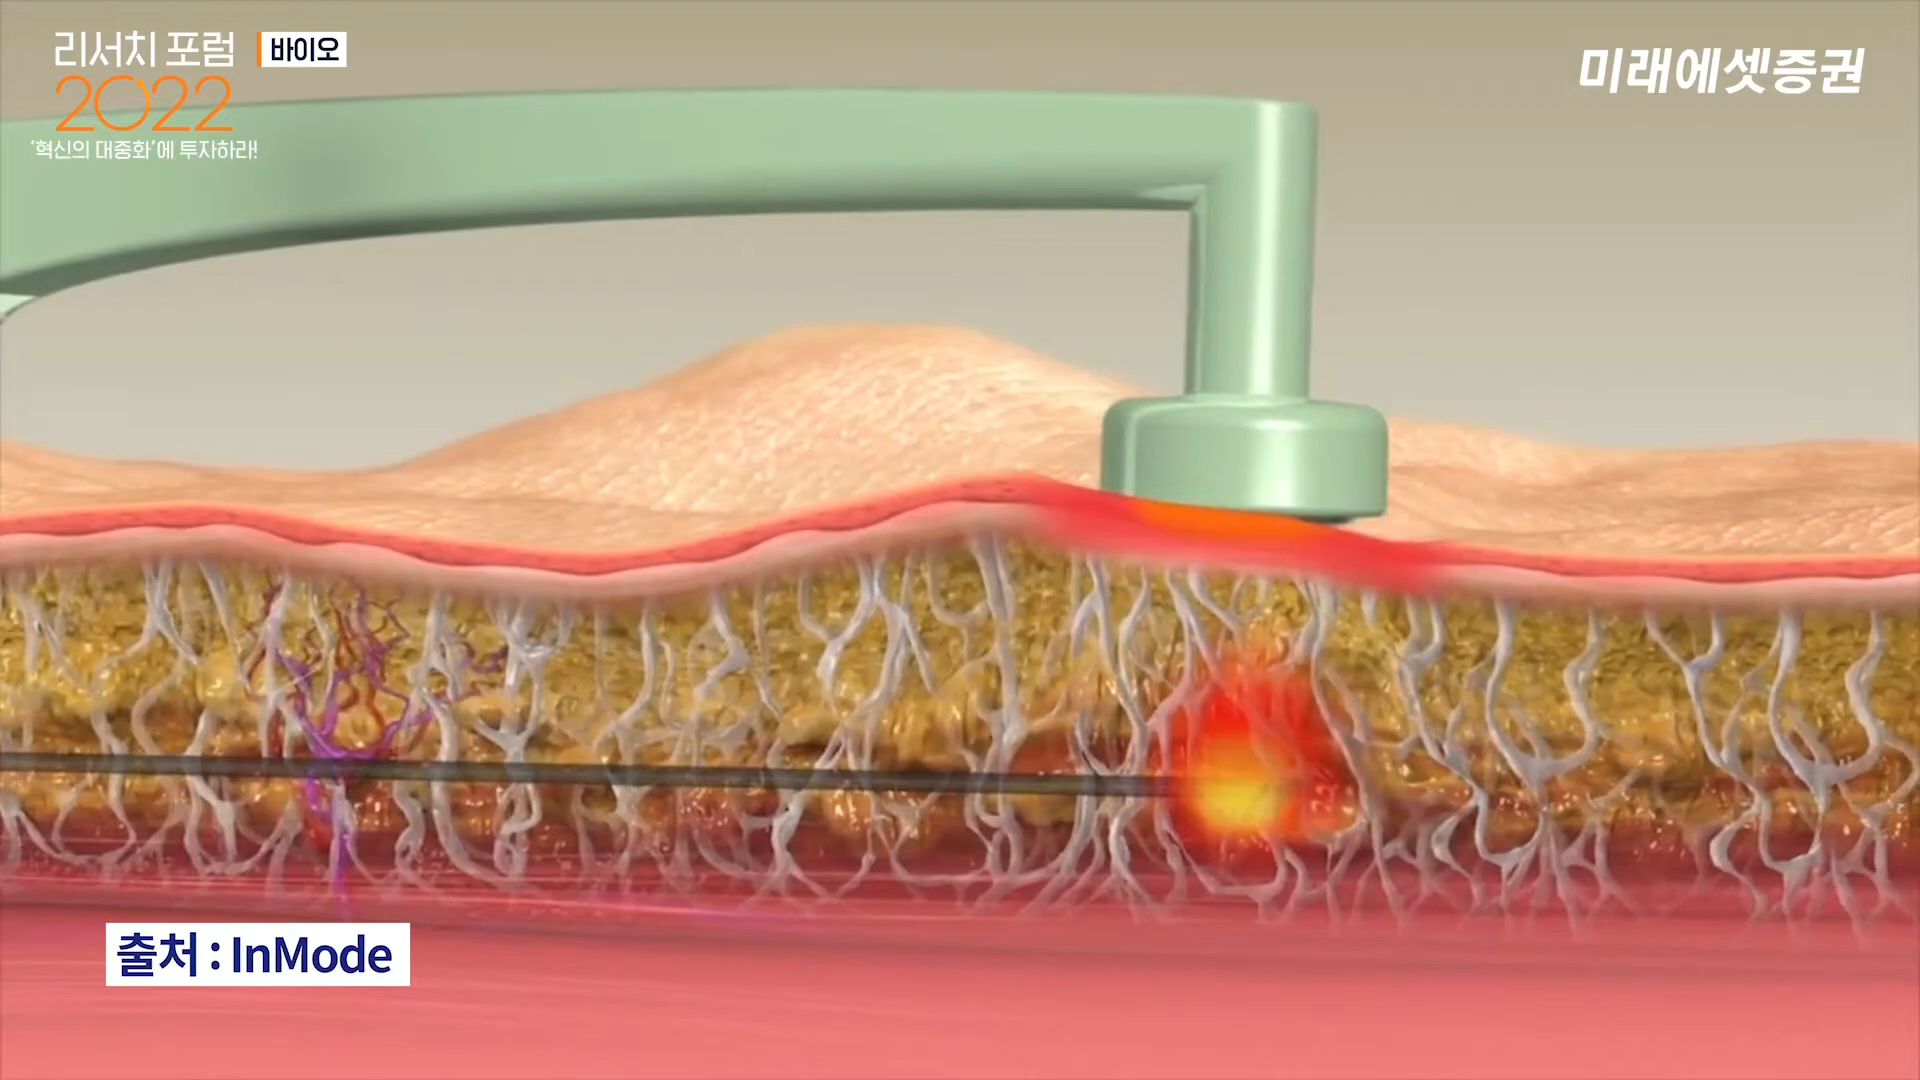 리서치 포럼
바이오
2022
'혁신의 대중화'에 투자하라!
미래에셋증권
출처 : InMode